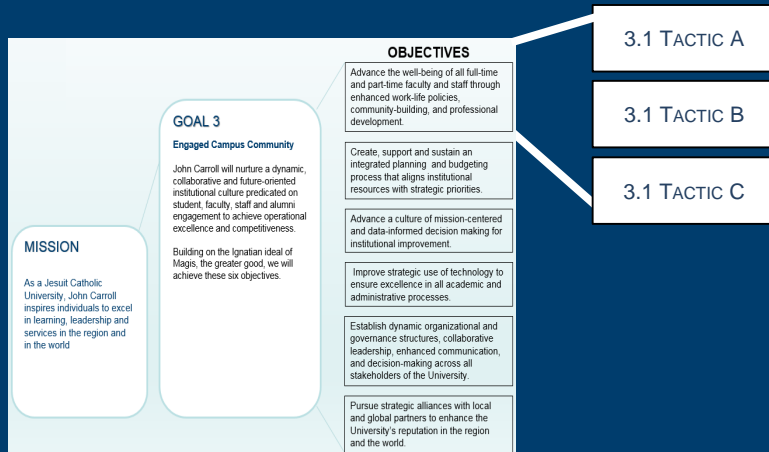 MISSION
As a Jesuit Catholic
University, John Carroll
inspires individuals to excel
in learning, leadership and
services in the region and
in the world
GOAL 3
Engaged Campus Community
John Carroll will nurture a dynamic,
collaborative and future-oriented
institutional culture predicated on
student, faculty, staff and alumni
engagement to achieve operational
excellence and competitiveness.
Building on the Ignatian ideal of
Magis, the greater good, we will
achieve these six objectives.
OBJECTIVES
Advance the well-being of all full-time
and part-time faculty and staff through
enhanced work-life policies,
community-building, and professional
development.
Create, support and sustain an
integrated planning and budgeting
process that aligns institutional
resources with strategic priorities.
Advance a culture of mission-centered
and data-informed decision making for
institutional improvement.
Improve strategic use of technology to
ensure excellence in all academic and
administrative processes.
Establish dynamic organizational and
governance structures, collaborative
leadership, enhanced communication,
and decision-making across all
stakeholders of the University.
Pursue strategic alliances with local
and global partners to enhance the
University's reputation in the region
and the world.
3.1 TACTIC A
3.1 TACTIC B
3.1 TACTIC C